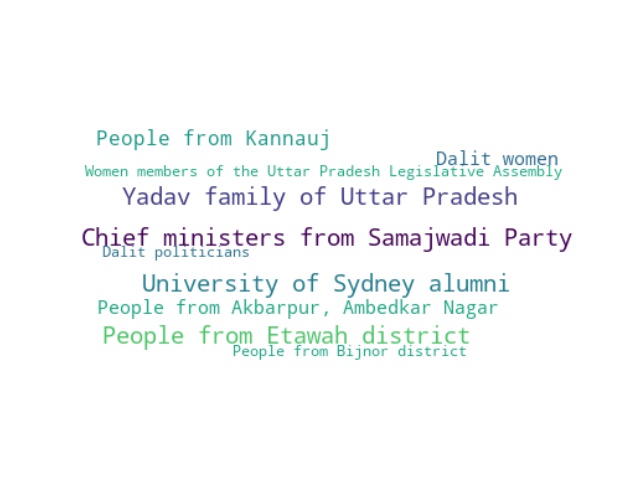 People from Kannauj
Dalit women
Women members of the Uttar Pradesh Legislative Assembly
Yadav family of Uttar Pradesh
Chief ministers from Samajwadi Party
Dalit politicians
University of Sydney alumni
People from Akbarpur, Ambedkar Nagar
People from Etawah district
People from Bijnor district